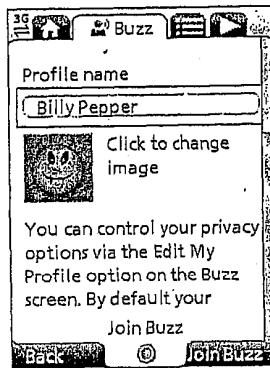 3G
Buzz
Profile name
Billy Pepper
Click to change
image
You can control your privacy
options via the Edit My
Profile option on the Buzz
screen. By default your
Join Buzz
Back Join Buzz